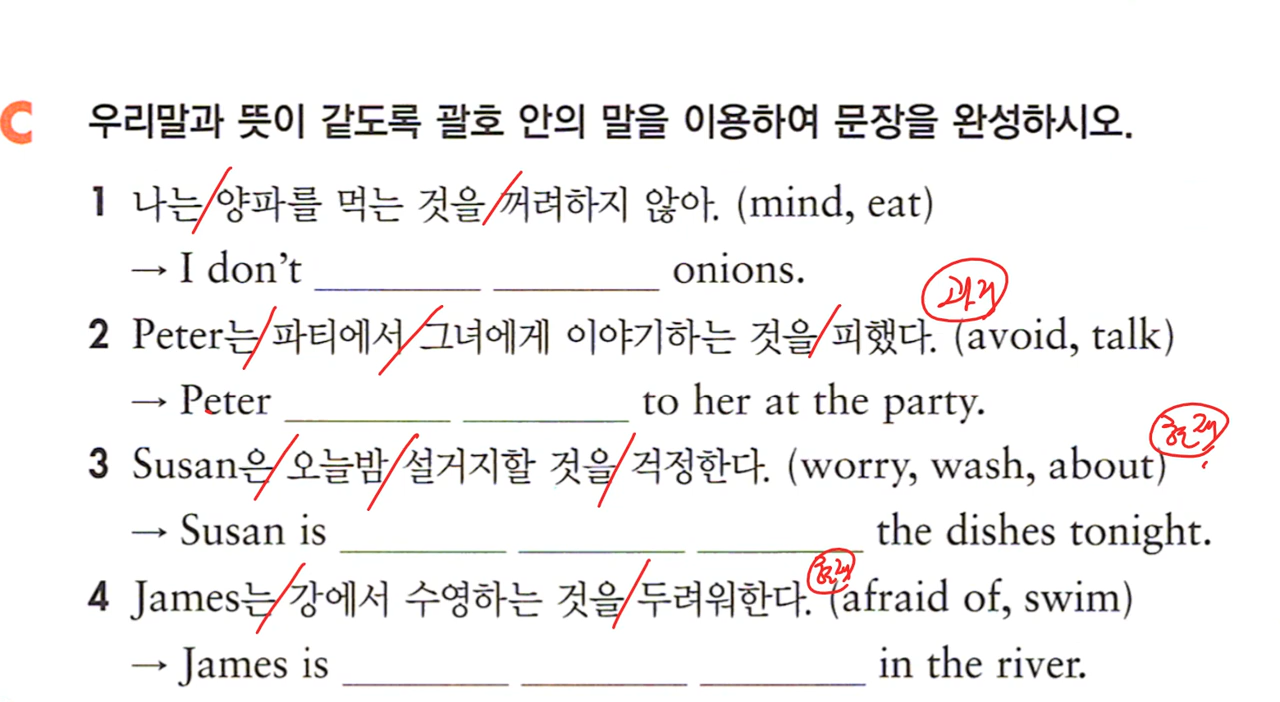 C 우리말과 뜻이 같도록 괄호 안의 말을 이용하여 문장을 완성하시오.
1 나는 양파를 먹는 것을 꺼려하지 않아. (mind, eat)
→ I don't ________ ________ onions.
과거
2 Peter는 파티에서 그녀에게 이야기하는 것을 피했다. (avoid, talk)
→ Peter ________ ________ to her at the party.
현재
3 Susan은 오늘밤 설거지할 것을 걱정한다. (worry, wash, about)
→ Susan is ________ ________ ________ the dishes tonight.
현재
4 James는 강에서 수영하는 것을 두려워한다. (afraid of, swim)
→ James is ________ ________ ________ in the river.